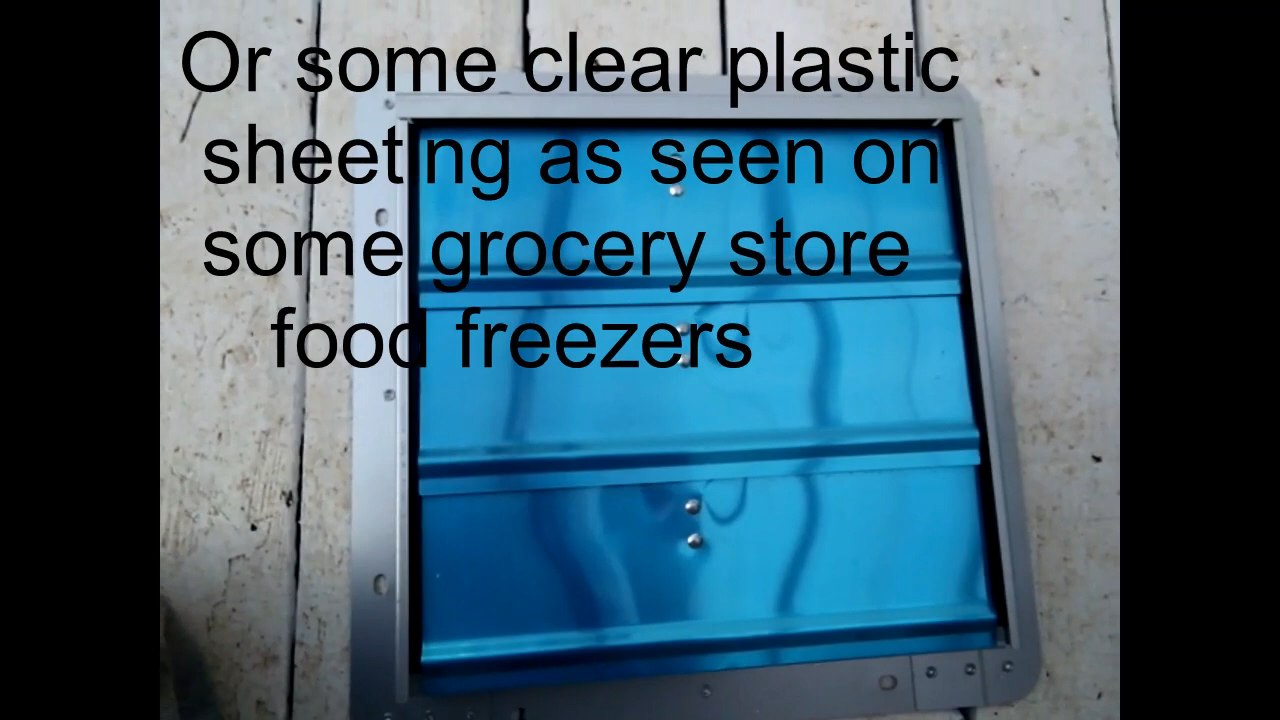 Or some clear plastic
sheeting as seen on
some grocery store
food freezers